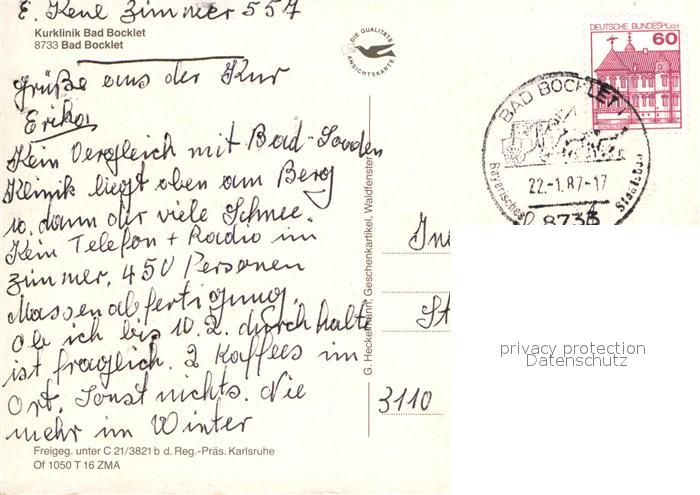 E. Keul Zimmer 557
Kurklinik Bad Bocklet
8733 Bad Bocklet
Grüße aus der Kur
Erika
Kein Vergleich mit Bad-Sooden
Klinik liegt oben am Berg
u. dann der viele Schnee.
Kein Telefon + Radio im
Zimmer. 450 Personen
Massenabfertigung.
Ob ich bis 10.2. durchhalte
ist fraglich. 2 Kaffees im
Ort. Sonst nichts. Nie
mehr im Winter
Freigeg. unter C 21/3821 b d. Reg.-Präs. Karlsruhe
Of 1050 T 16 ZMA
DIE QUALITÄTS
ANSICHTSKARTE
G. Heckelmann, Geschenkartikel, Waldfenster
DEUTSCHE BUNDESPOST
60
BAD BOCKLET
22.-1.87-17
Bayerisches Staatsbad
8733
St
3110
privacy protection
Datenschutz